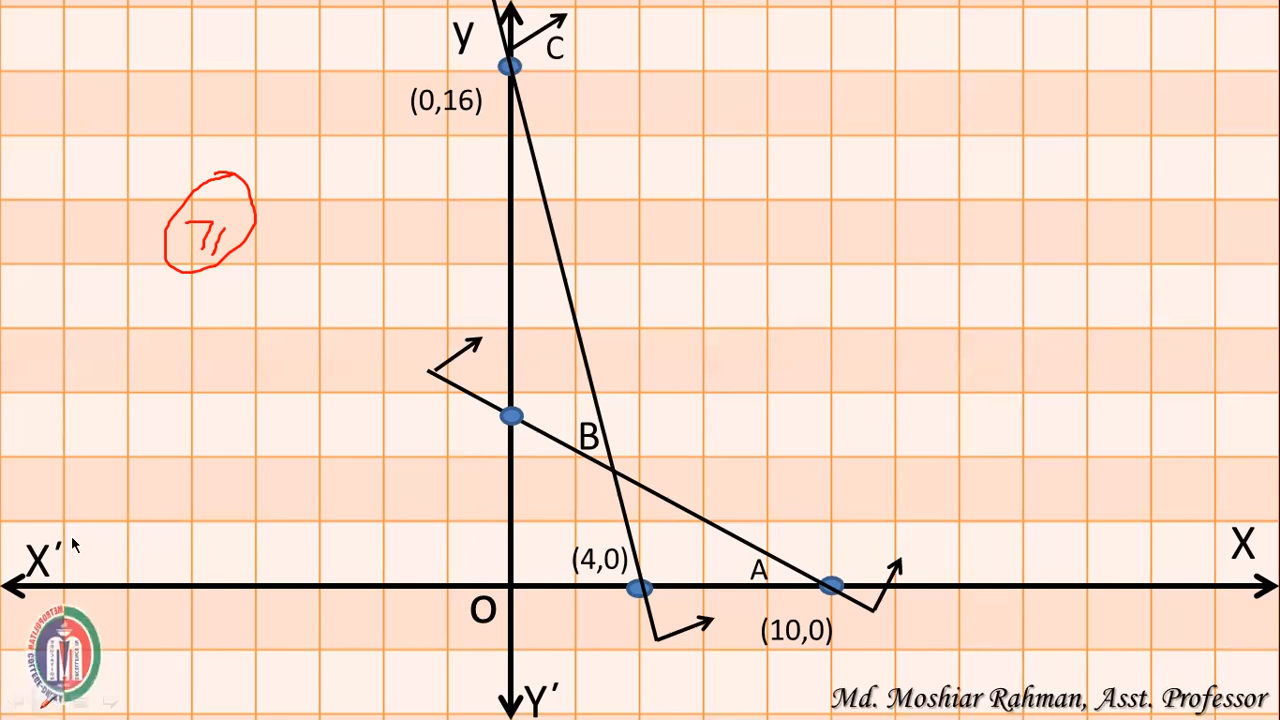 y
C
(0,16)
B
X′
(4,0)
A
X
O
(10,0)
Y′
Md. Moshiar Rahman, Asst. Professor